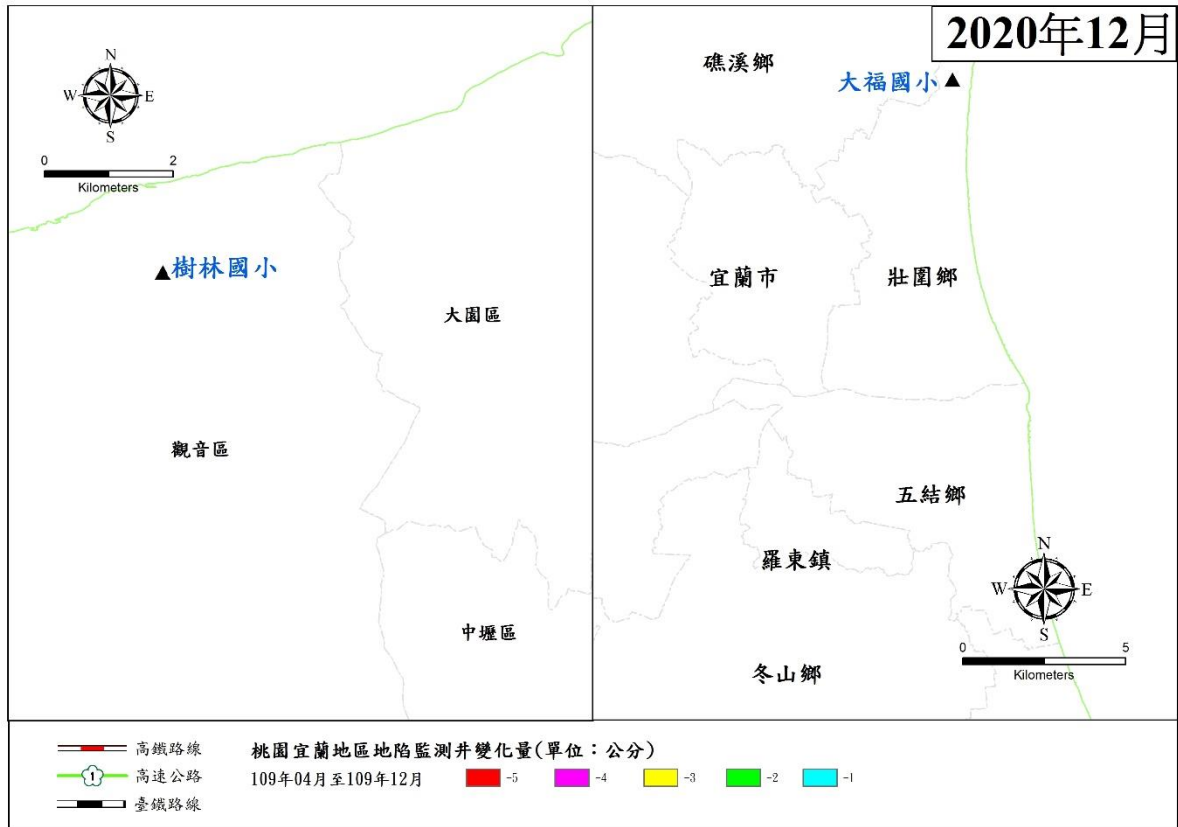 2020年12月
N
W E
S
0 2
Kilometers
樹林國小
大園區
觀音區
中壢區
礁溪鄉
大福國小
宜蘭市
壯圍鄉
五結鄉
羅東鎮
冬山鄉
N
W E
S
0 5
Kilometers
高鐵路線
1 高速公路
臺鐵路線
桃園宜蘭地區地陷監測井變化量(單位：公分)
109年04月至109年12月 -5 -4 -3 -2 -1